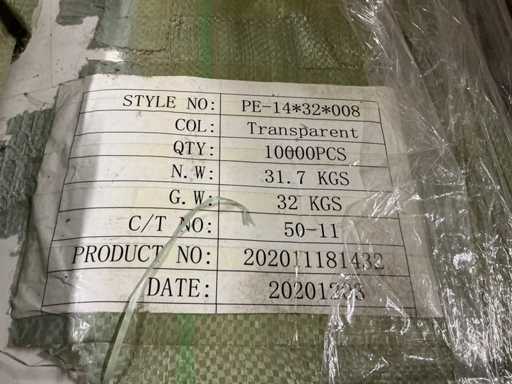 STYLE NO: PE-14*32*008
COL: Transparent
QTY: 10000PCS
N.W: 31.7 KGS
G.W: 32 KGS
C/T NO: 50-11
PRODUCT NO: 202011181432
DATE: